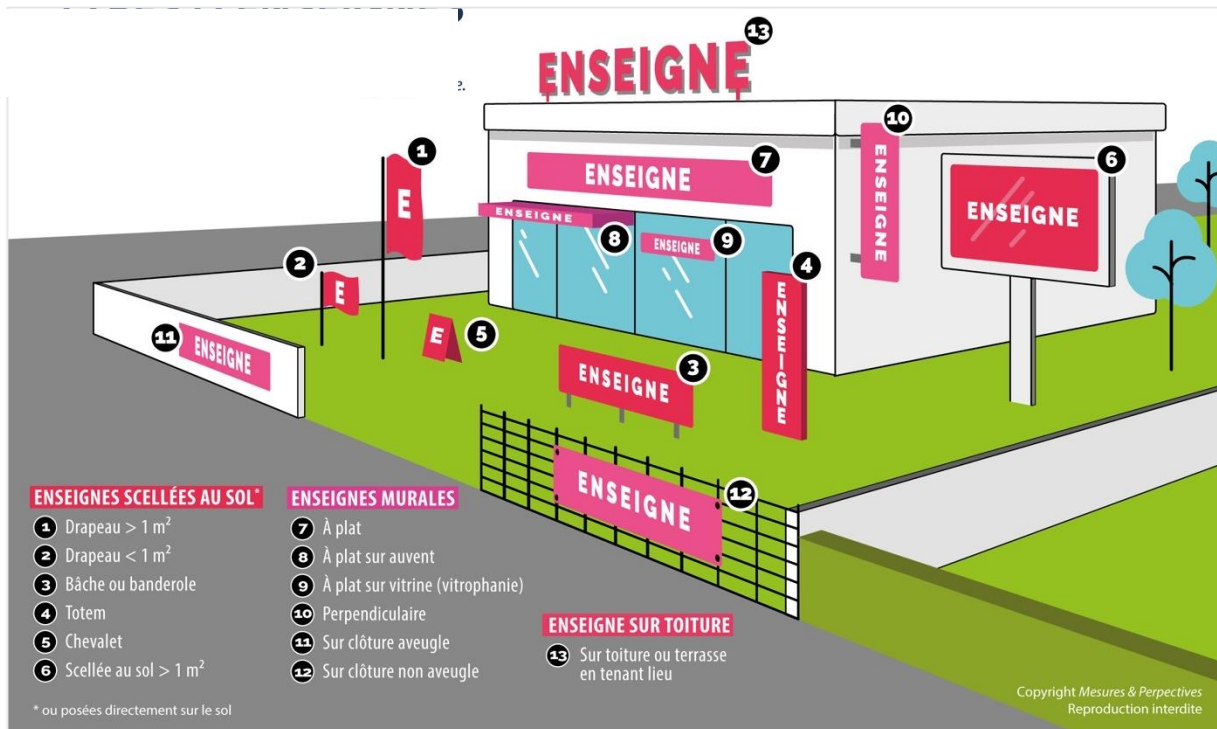 e.
13
ENSEIGNE
10
ENSEIGNE
1
E
7
ENSEIGNE
6
ENSEIGNE
ENSEIGNE
8
ENSEIGNE
9
2
E
4
ENSEIGNE
11
ENSEIGNE
E
5
3
ENSEIGNE
12
ENSEIGNE
ENSEIGNES SCELLÉES AU SOL*
1 Drapeau > 1 m²
2 Drapeau < 1 m²
3 Bâche ou banderole
4 Totem
5 Chevalet
6 Scellée au sol > 1 m²
* ou posées directement sur le sol
ENSEIGNES MURALES
7 À plat
8 À plat sur auvent
9 À plat sur vitrine (vitrophanie)
10 Perpendiculaire
11 Sur clôture aveugle
12 Sur clôture non aveugle
ENSEIGNE SUR TOITURE
13 Sur toiture ou terrasse
en tenant lieu
Copyright Mesures & Perpectives
Reproduction interdite